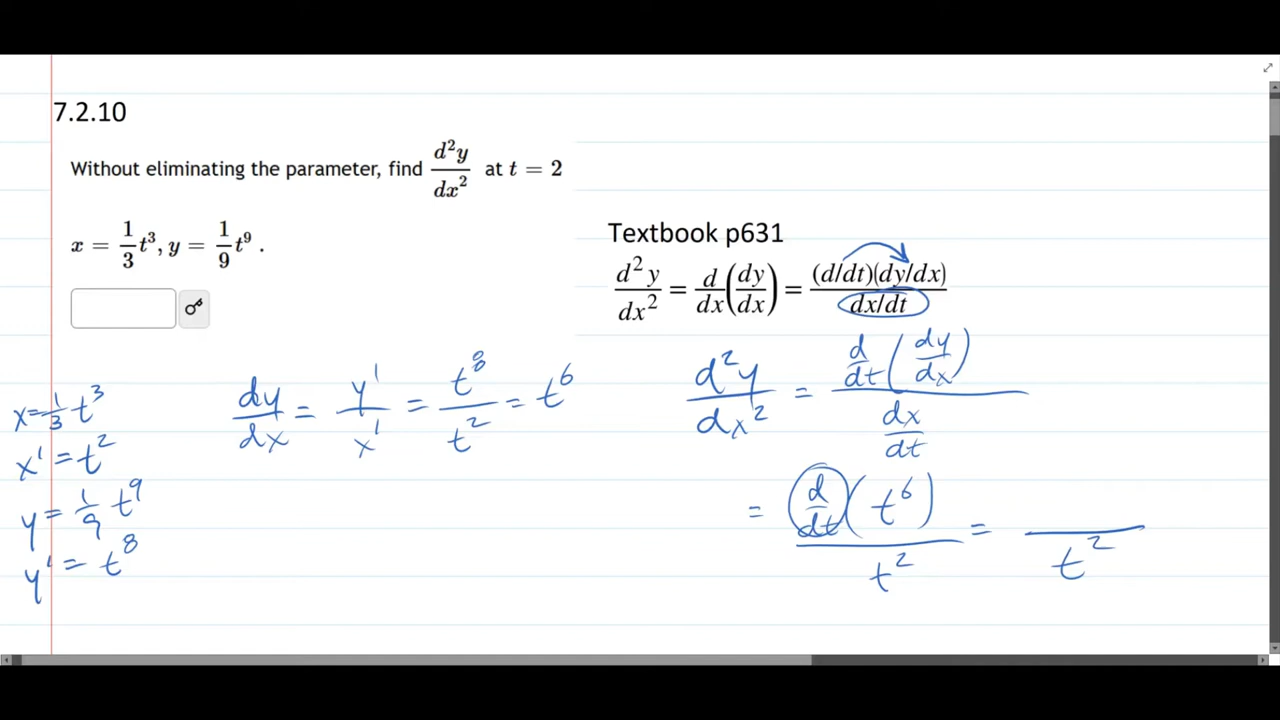 7.2.10
Without eliminating the parameter, find d²y/dx² at t = 2
x = 1/3 t³, y = 1/9 t⁹ .
Textbook p631
d²y/dx² = d/dx (dy/dx) = (d/dt)(dy/dx) / dx/dt
x = 1/3 t³
x' = t²
y = 1/9 t⁹
y' = t⁸
dy/dx = y'/x' = t⁸/t² = t⁶
d²y/dx² = d/dt (dy/dx) / dx/dt
= d/dt (t⁶) / t² = / t²